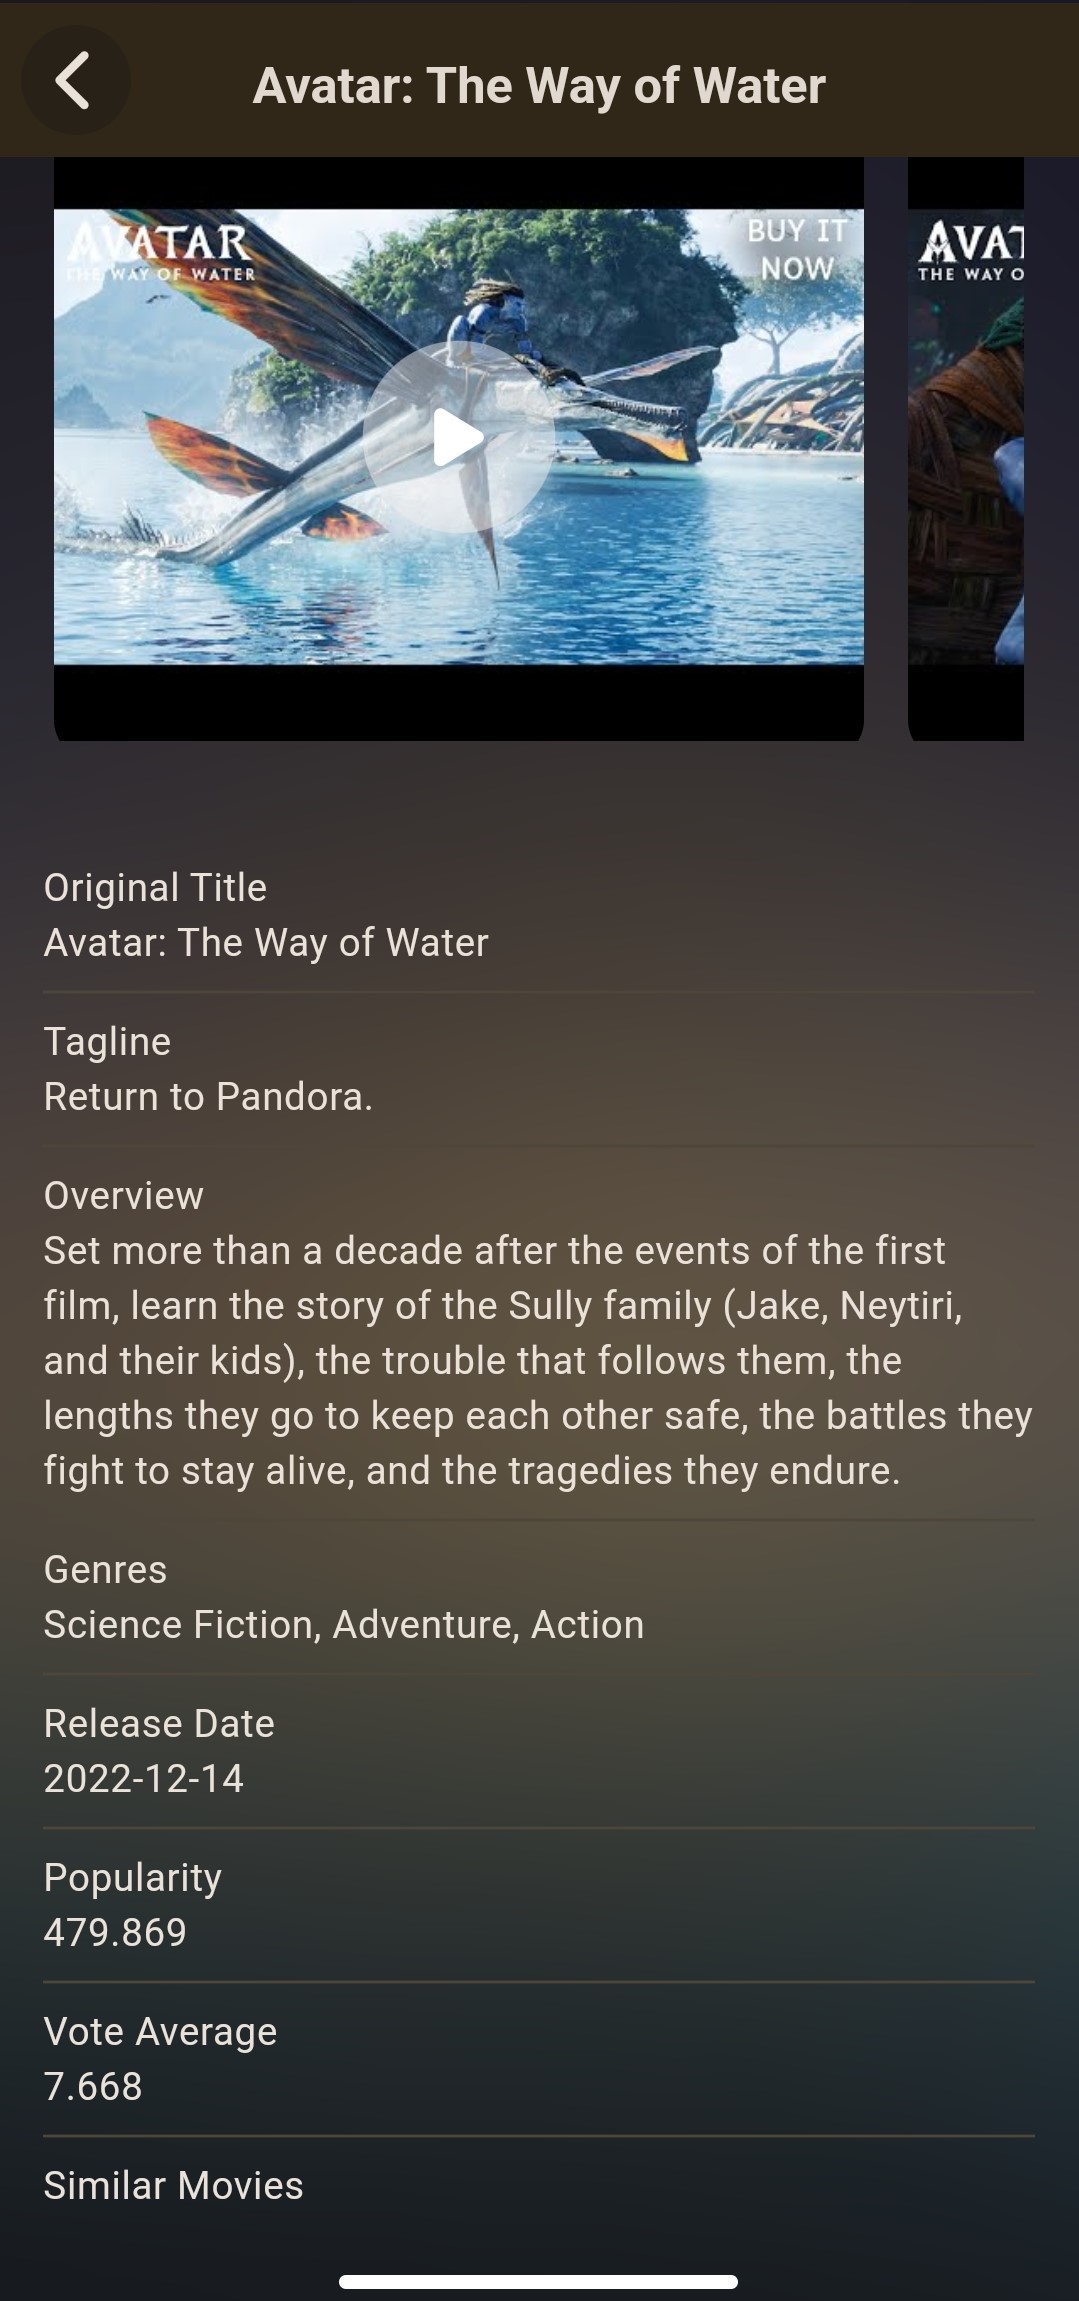 Avatar: The Way of Water
AVATAR
THE WAY OF WATER
BUY IT
NOW
AVAT
THE WAY O
Original Title
Avatar: The Way of Water
Tagline
Return to Pandora.
Overview
Set more than a decade after the events of the first
film, learn the story of the Sully family (Jake, Neytiri,
and their kids), the trouble that follows them, the
lengths they go to keep each other safe, the battles they
fight to stay alive, and the tragedies they endure.
Genres
Science Fiction, Adventure, Action
Release Date
2022-12-14
Popularity
479.869
Vote Average
7.668
Similar Movies